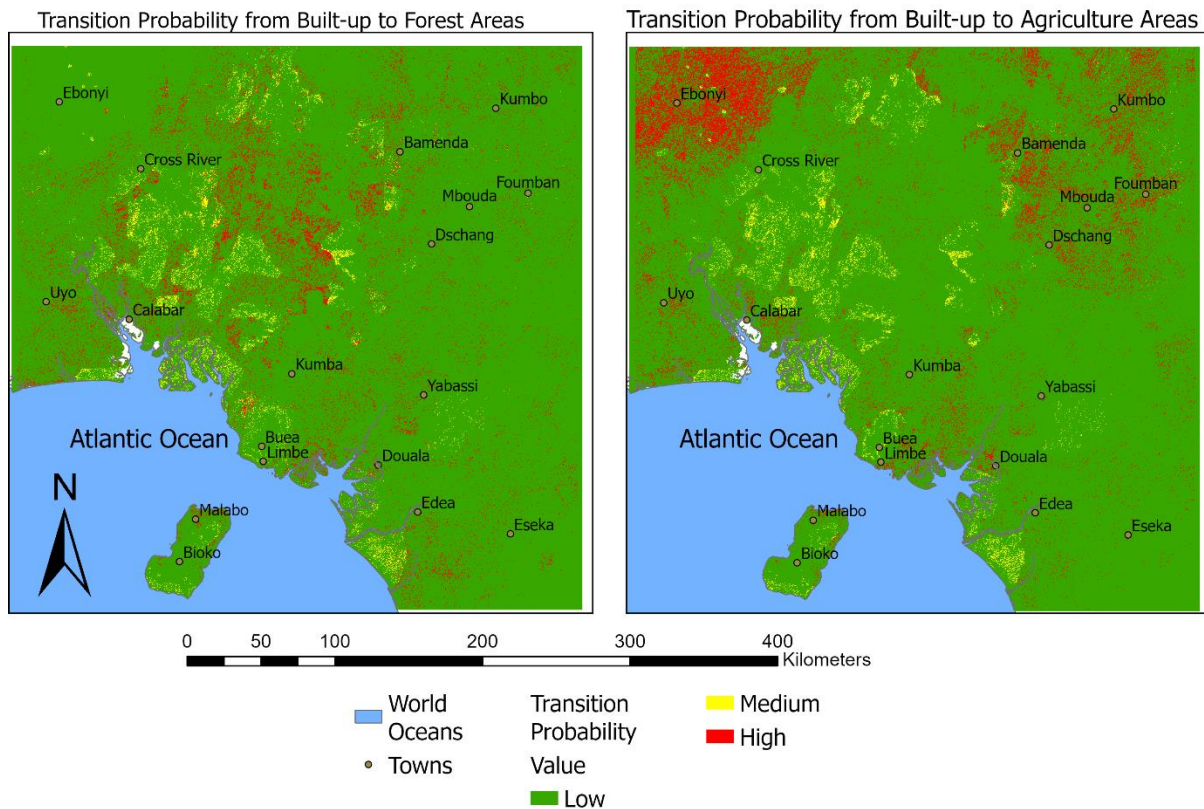 Transition Probability from Built-up to Forest Areas
Ebonyi
Kumbo
Bamenda
Cross River
Foumban
Mbouda
Dschang
Uyo
Calabar
Kumba
Yabassi
Atlantic Ocean
Buea
Limbe
Douala
N
Malabo
Edea
Eseka
Bioko
Transition Probability from Built-up to Agriculture Areas
Ebonyi
Kumbo
Bamenda
Cross River
Foumban
Mbouda
Dschang
Uyo
Calabar
Kumba
Yabassi
Atlantic Ocean
Buea
Limbe
Douala
Malabo
Edea
Eseka
Bioko
0 50 100 200 300 400
Kilometers
World
Oceans
Towns
Transition
Probability
Value
Low
Medium
High